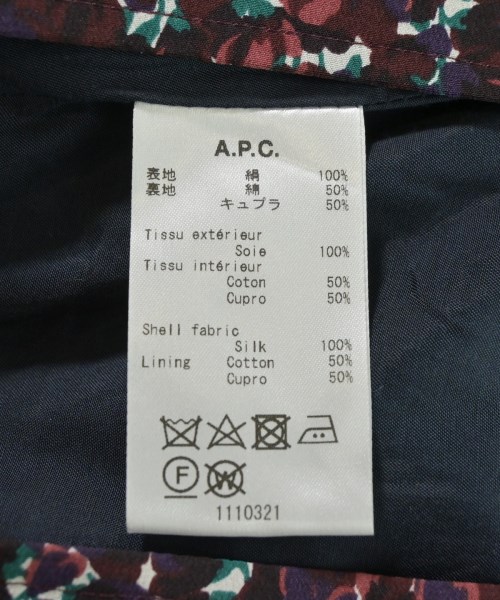 A.P.C.
表地 絹 100%
裏地 綿 50%
キュプラ 50%
Tissu extérieur
Soie 100%
Tissu intérieur
Coton 50%
Cupro 50%
Shell fabric
Silk 100%
Lining Cotton 50%
Cupro 50%
F W
1110321